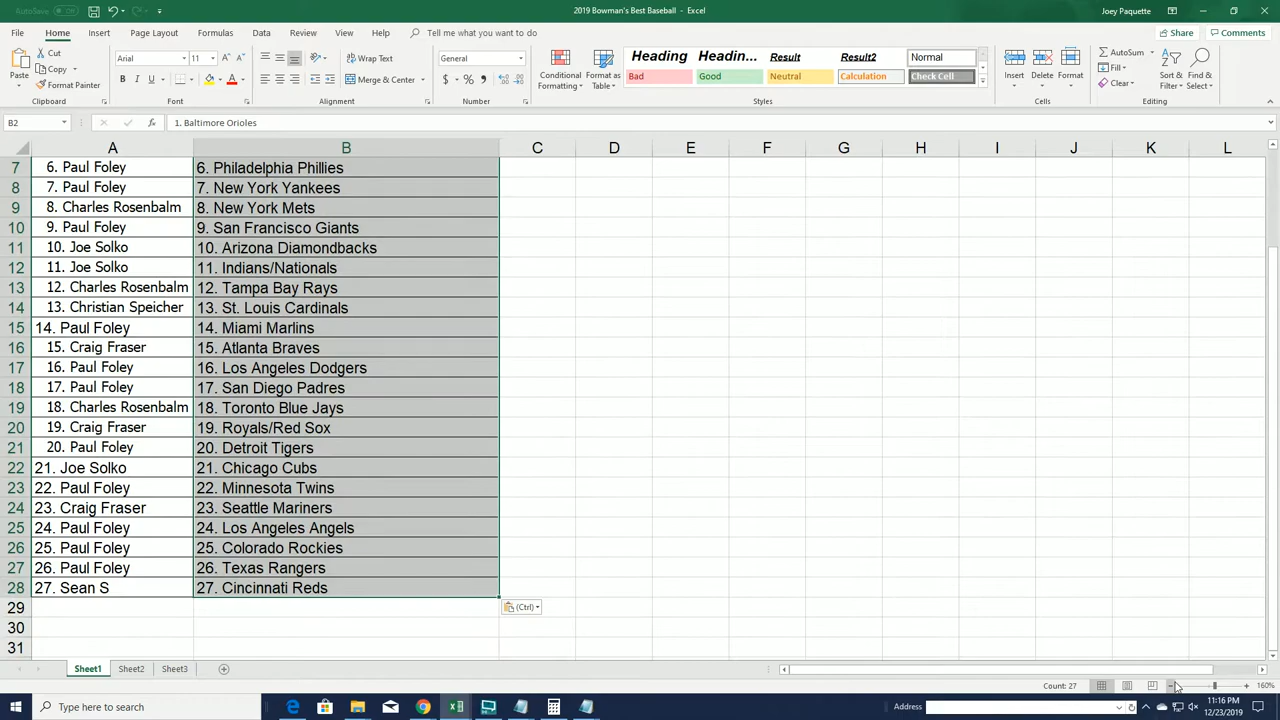 AutoSave Off 2019 Bowman's Best Baseball - Excel Joey Paquette
File Home Insert Page Layout Formulas Data Review View Help Tell me what you want to do Share Comments
Paste Cut Copy Format Painter Clipboard
Arial 11 Font
Wrap Text Merge & Center Alignment
General Number
Conditional Formatting Format as Table
Heading Headin... Result Result2 Normal
Bad Good Neutral Calculation Check Cell
Styles
Insert Delete Format Cells
AutoSum Fill Clear Sort & Filter Find & Select Editing
B2 1. Baltimore Orioles
A B C D E F G H I J K L
7 6. Paul Foley 6. Philadelphia Phillies
8 7. Paul Foley 7. New York Yankees
9 8. Charles Rosenbalm 8. New York Mets
10 9. Paul Foley 9. San Francisco Giants
11 10. Joe Solko 10. Arizona Diamondbacks
12 11. Joe Solko 11. Indians/Nationals
13 12. Charles Rosenbalm 12. Tampa Bay Rays
14 13. Christian Speicher 13. St. Louis Cardinals
15 14. Paul Foley 14. Miami Marlins
16 15. Craig Fraser 15. Atlanta Braves
17 16. Paul Foley 16. Los Angeles Dodgers
18 17. Paul Foley 17. San Diego Padres
19 18. Charles Rosenbalm 18. Toronto Blue Jays
20 19. Craig Fraser 19. Royals/Red Sox
21 20. Paul Foley 20. Detroit Tigers
22 21. Joe Solko 21. Chicago Cubs
23 22. Paul Foley 22. Minnesota Twins
24 23. Craig Fraser 23. Seattle Mariners
25 24. Paul Foley 24. Los Angeles Angels
26 25. Paul Foley 25. Colorado Rockies
27 26. Paul Foley 26. Texas Rangers
28 27. Sean S 27. Cincinnati Reds
29 (Ctrl)
30
31
Sheet1 Sheet2 Sheet3
Count: 27 160%
Type here to search Address 11:16 PM
12/23/2019